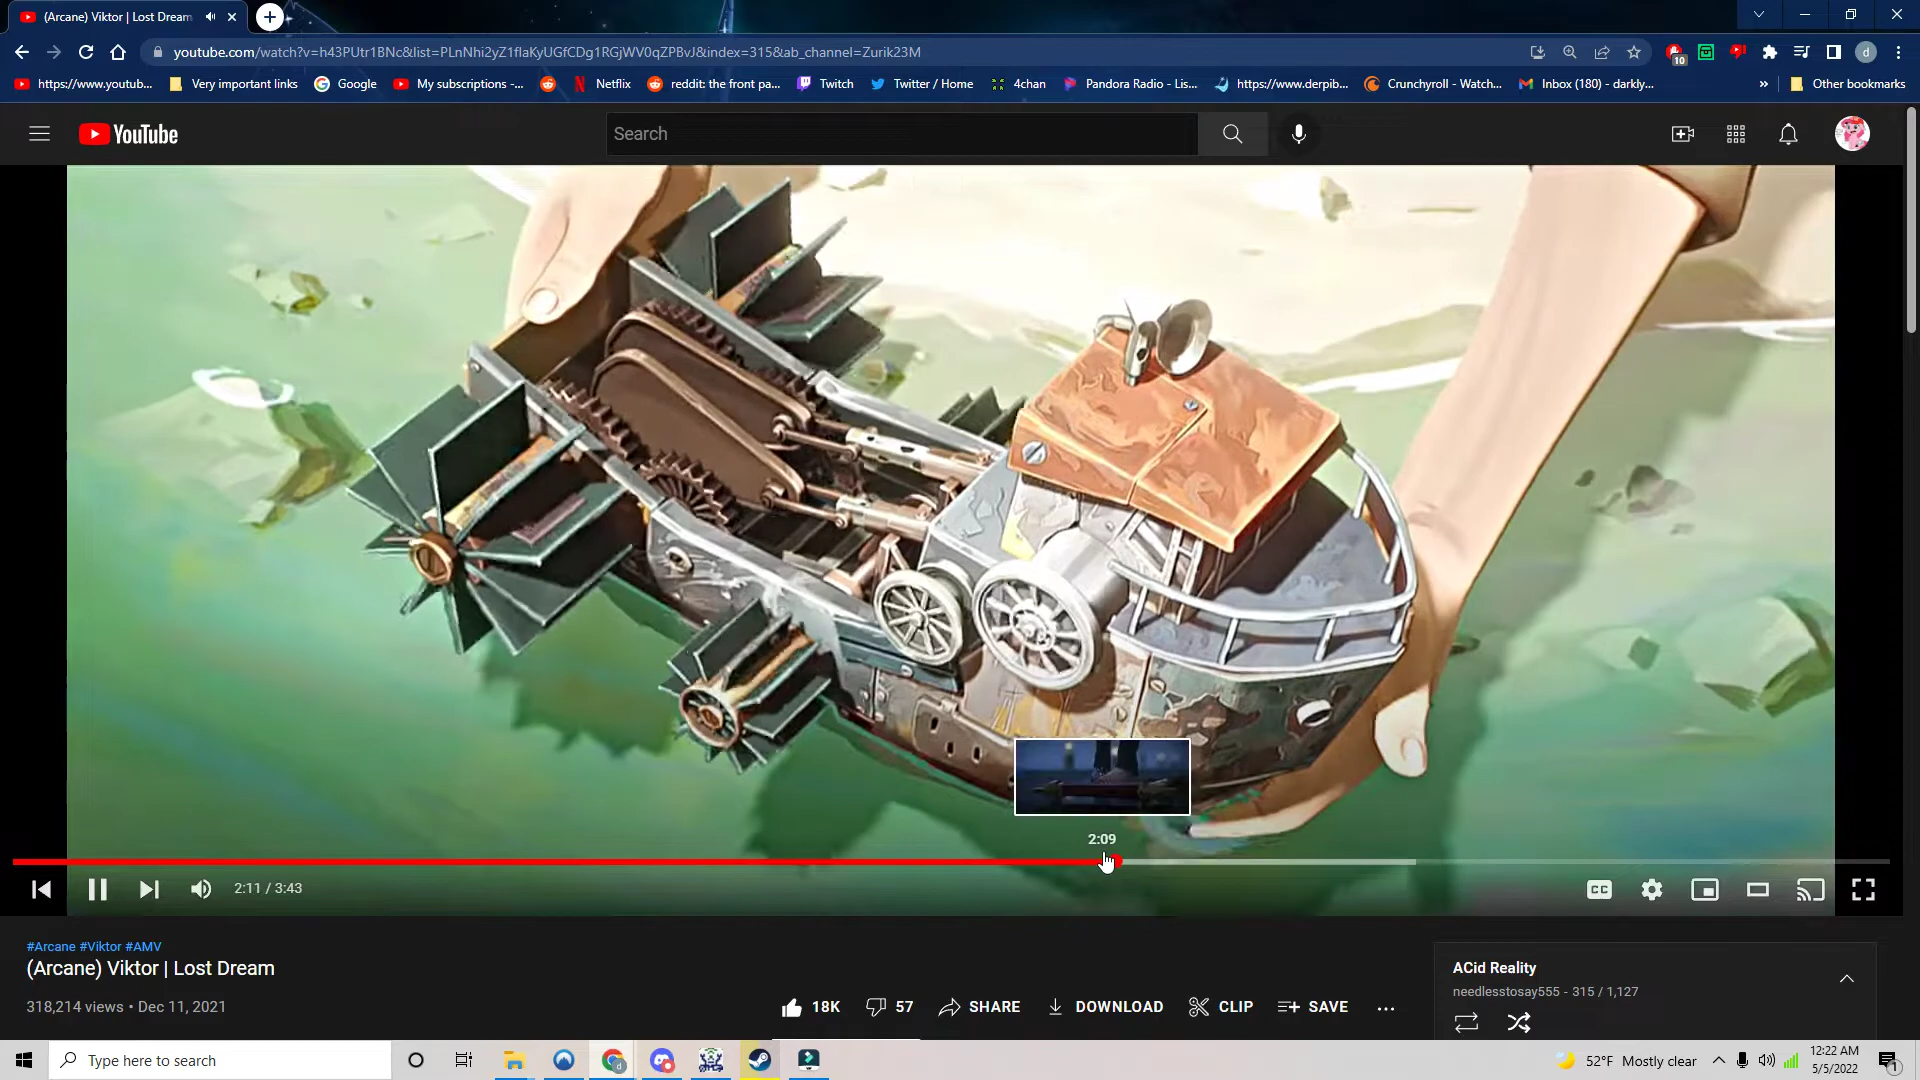 (Arcane) Viktor | Lost Dream
youtube.com/watch?v=h43PUtr1BNc&list=PLnNhi2yZ1flaKyUGfCDg1RGjWV0qZPBvJ&index=315&ab_channel=Zurik23M
10
d
https://www.youtub...
Very important links
Google
My subscriptions -...
Netflix
reddit: the front pa...
Twitch
Twitter / Home
4chan
Pandora Radio - Lis...
https://www.derpib...
Crunchyroll - Watch...
Inbox (180) - darkly...
»
Other bookmarks
YouTube
Search
2:09
2:11 / 3:43
CC
#Arcane #Viktor #AMV
(Arcane) Viktor | Lost Dream
318,214 views • Dec 11, 2021
18K
57
SHARE
DOWNLOAD
CLIP
SAVE
ACid Reality
needlesstosay555 - 315 / 1,127
Type here to search
52°F Mostly clear
12:22 AM
5/5/2022
1